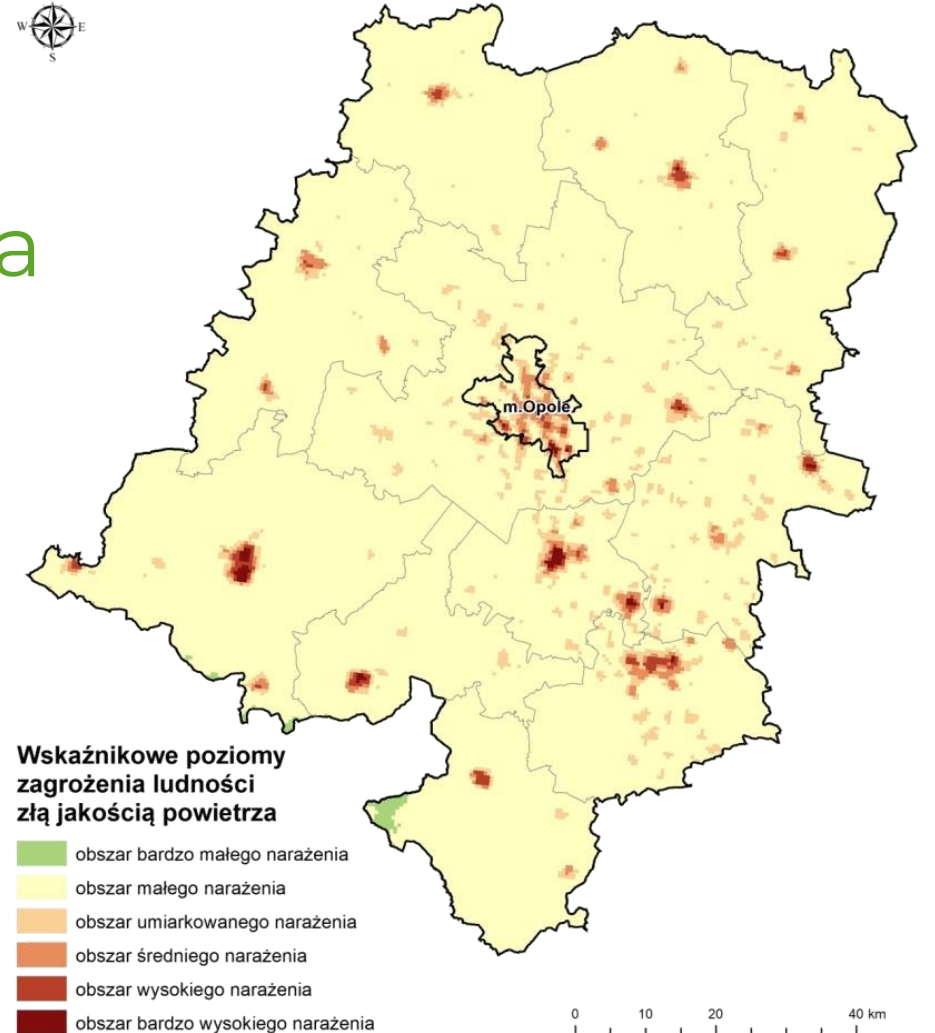 W E
S
a
m.Opole
Wskaźnikowe poziomy
zagrożenia ludności
złą jakością powietrza
obszar bardzo małego narażenia
obszar małego narażenia
obszar umiarkowanego narażenia
obszar średniego narażenia
obszar wysokiego narażenia
obszar bardzo wysokiego narażenia
0 10 20 40 km